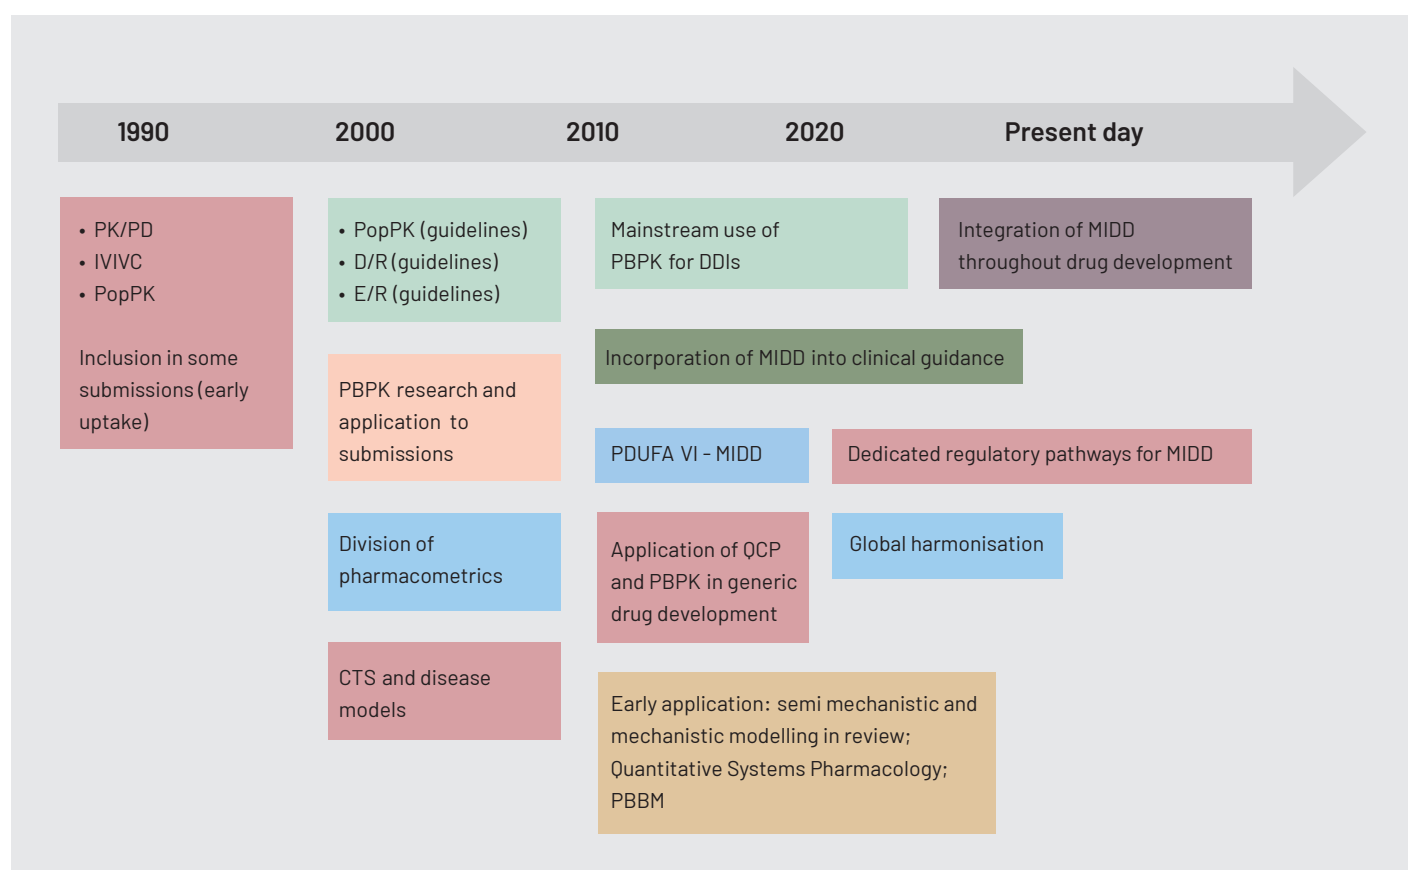 1990
2000
2010
2020
Present day
• PK/PD
• IVIVC
• PopPK
Inclusion in some
submissions (early
uptake)
• PopPK (guidelines)
• D/R (guidelines)
• E/R (guidelines)
PBPK research and
application to
submissions
Division of
pharmacometrics
CTS and disease
models
Mainstream use of
PBPK for DDIs
Integration of MIDD
throughout drug development
Incorporation of MIDD into clinical guidance
PDUFA VI - MIDD
Dedicated regulatory pathways for MIDD
Application of QCP
and PBPK in generic
drug development
Global harmonisation
Early application: semi mechanistic and
mechanistic modelling in review;
Quantitative Systems Pharmacology;
PBBM